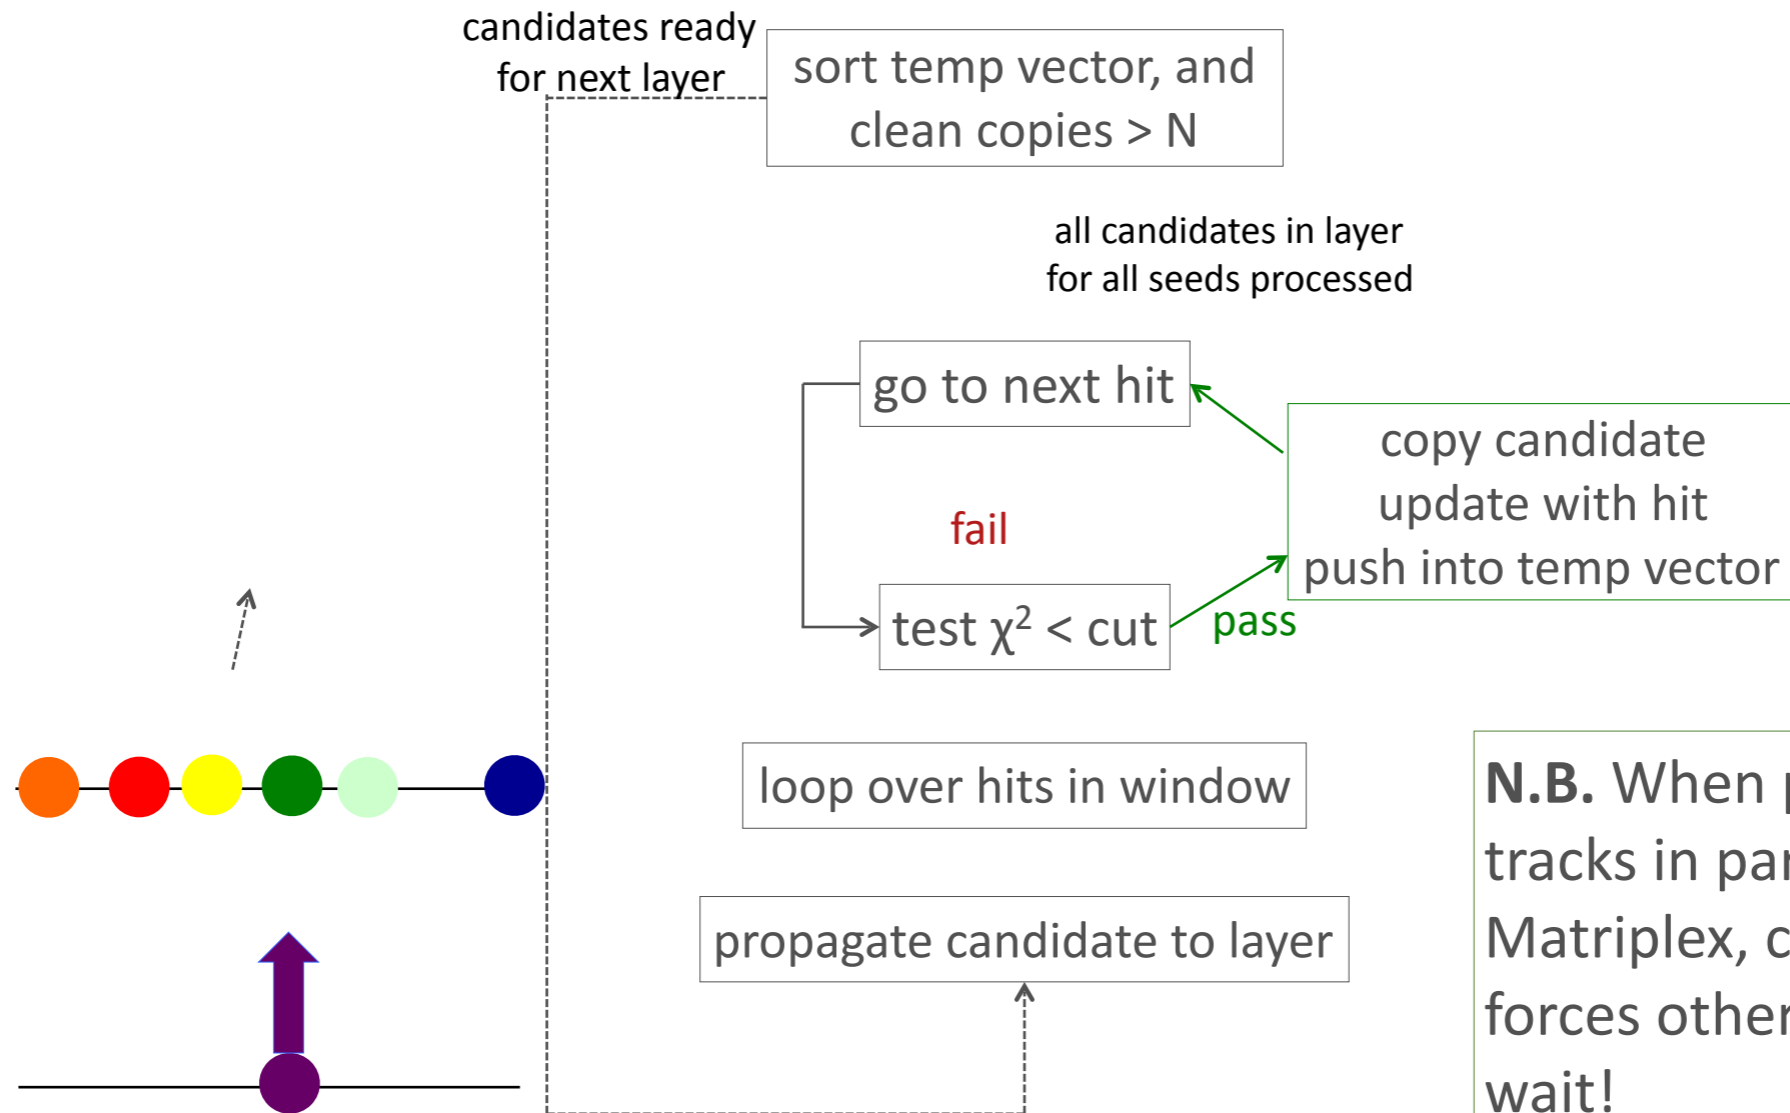 candidates ready
for next layer
sort temp vector, and
clean copies > N
all candidates in layer
for all seeds processed
go to next hit
copy candidate
update with hit
push into temp vector
fail
test χ² < cut
pass
loop over hits in window
propagate candidate to layer
N.B. When
tracks in
Matriplex,
forces other
wait!